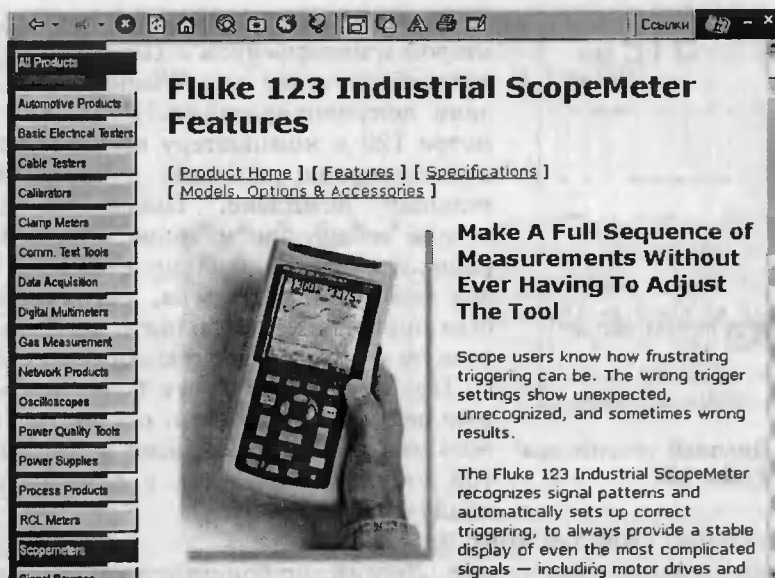 Ссылки
All Products
Automotive Products
Basic Electrical Testers
Cable Testers
Calibrators
Clamp Meters
Comm. Test Tools
Data Acquisition
Digital Multimeters
Gas Measurement
Network Products
Oscilloscopes
Power Quality Tools
Power Supplies
Process Products
RCL Meters
Scopemeters
Signal Sources
Fluke 123 Industrial ScopeMeter
Features
[ Product Home ] [ Features ] [ Specifications ]
[ Models, Options & Accessories ]
Make A Full Sequence of
Measurements Without
Ever Having To Adjust
The Tool
Scope users know how frustrating
triggering can be. The wrong trigger
settings show unexpected,
unrecognized, and sometimes wrong
results.
The Fluke 123 Industrial ScopeMeter
recognizes signal patterns and
automatically sets up correct
triggering, to always provide a stable
display of even the most complicated
signals — including motor drives and